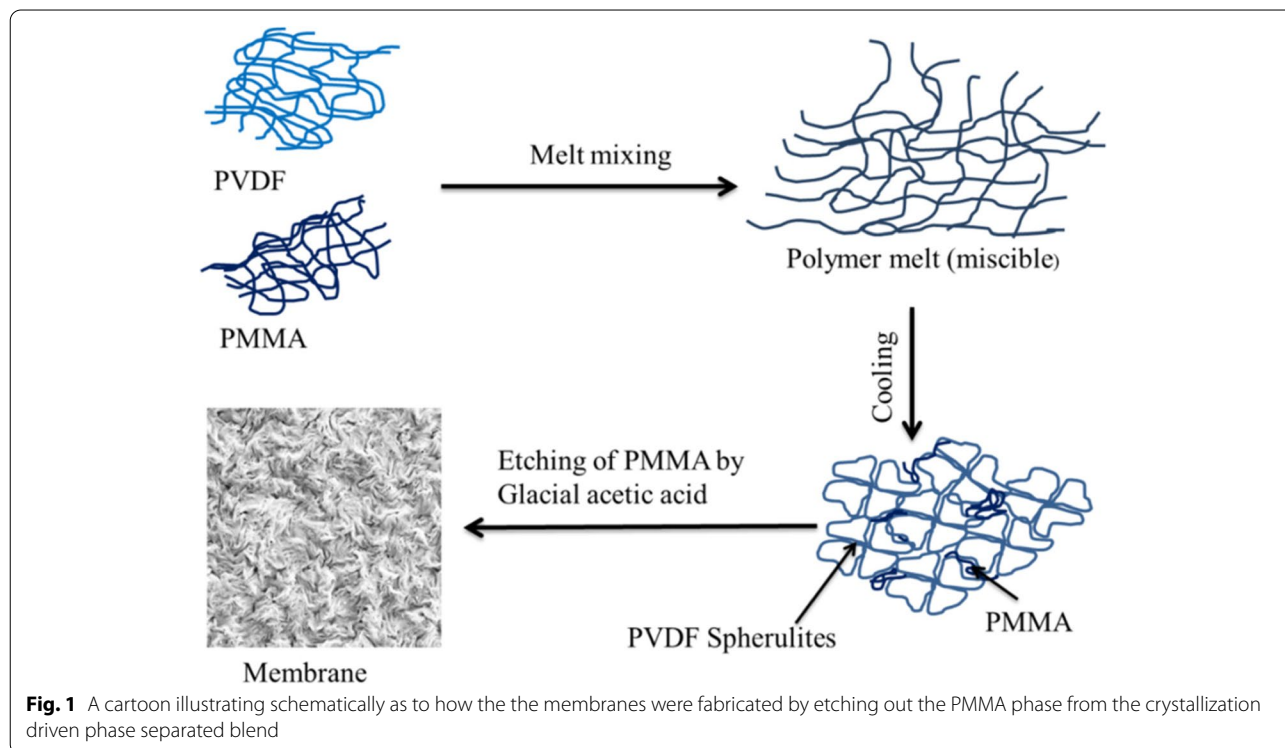 PVDF
PMMA
Melt mixing
Polymer melt (miscible)
Cooling
PVDF Spherulites
PMMA
Etching of PMMA by
Glacial acetic acid
Membrane
Fig. 1 A cartoon illustrating schematically as to how the the membranes were fabricated by etching out the PMMA phase from the crystallization
driven phase separated blend